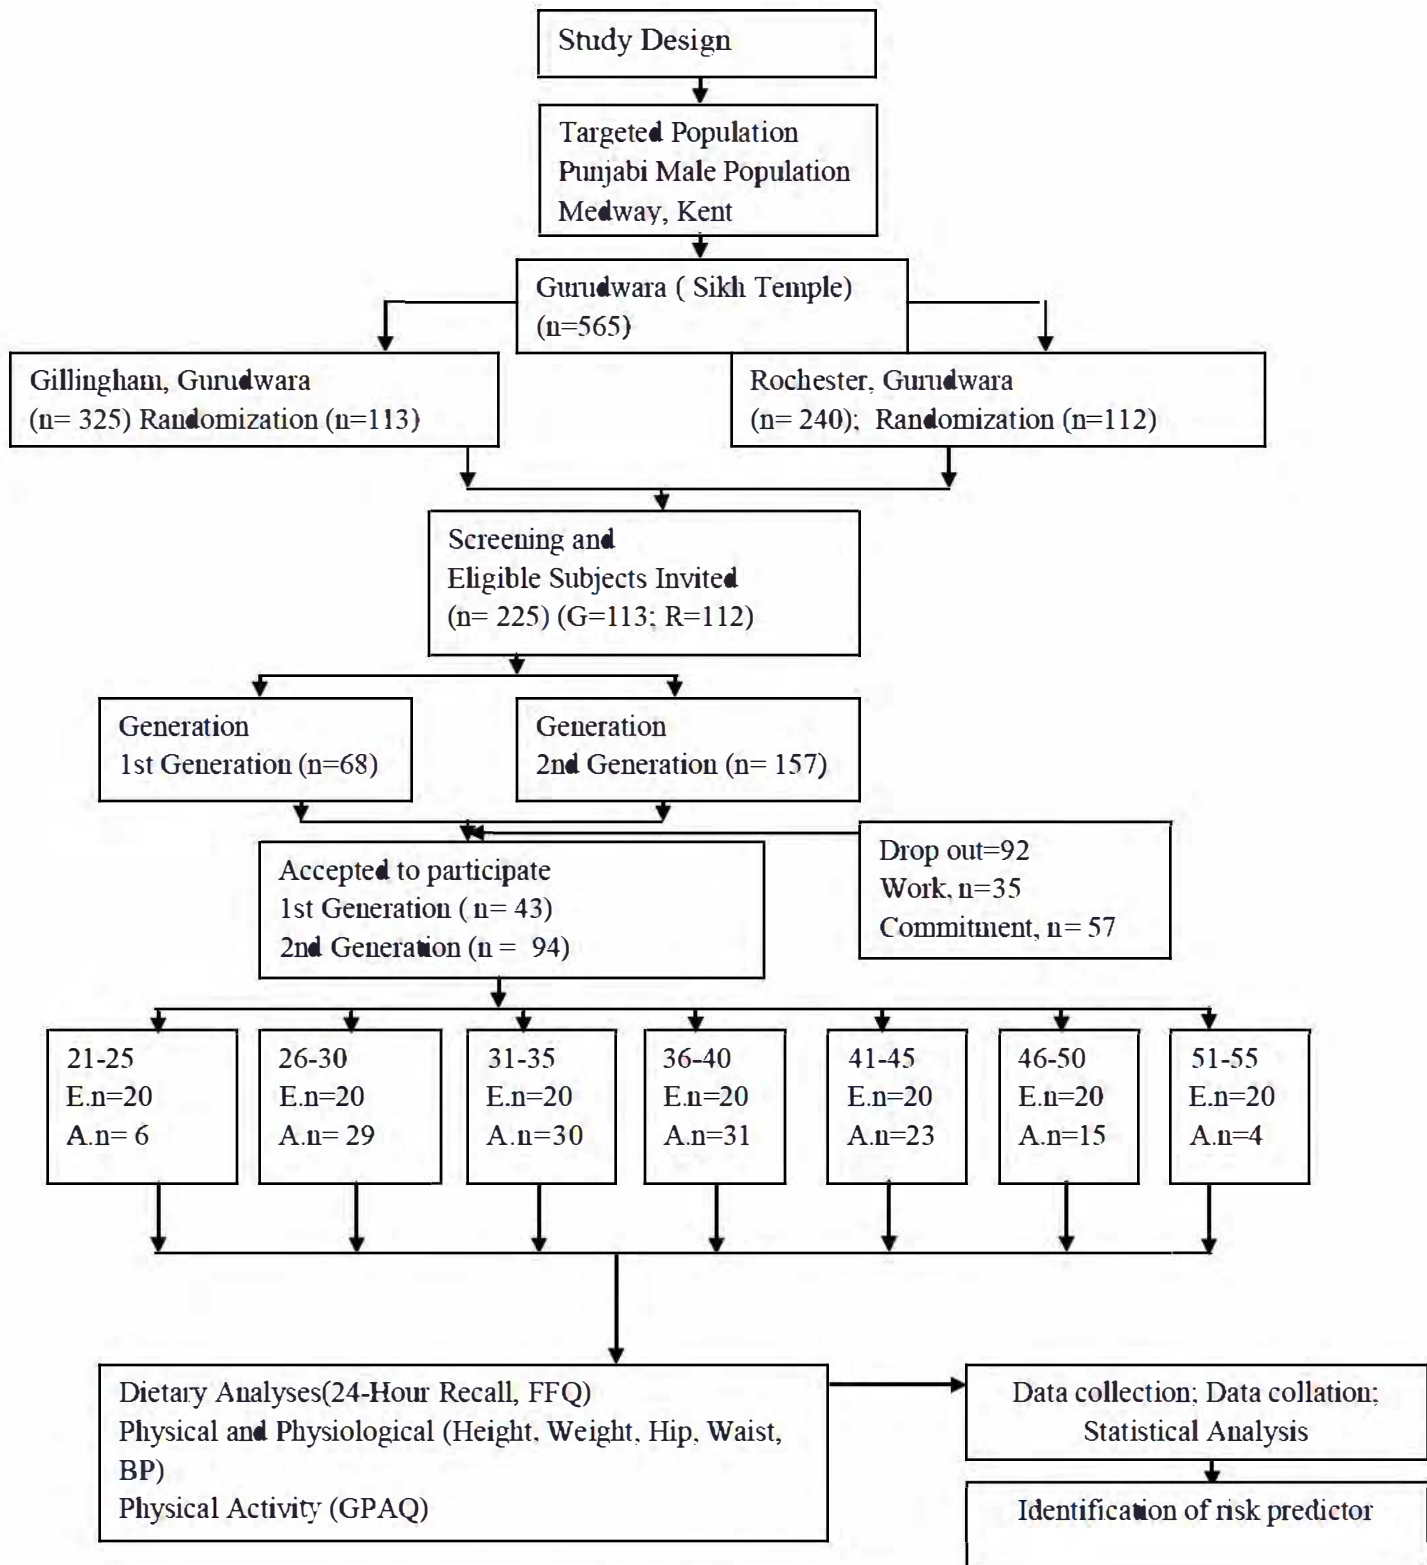 Study Design
Targeted Population
Punjabi Male Population
Medway, Kent
Gurudwara ( Sikh Temple)
(n=565)
Gillingham, Gurudwara
(n= 325) Randomization (n=113)
Rochester, Gurudwara
(n= 240);  Randomization (n=112)
Screening and
Eligible Subjects Invited
(n= 225) (G=113; R=112)
Generation
1st Generation (n=68)
Generation
2nd Generation (n= 157)
Drop out=92
Work, n=35
Commitment, n= 57
Accepted to participate
1st Generation ( n= 43)
2nd Generation (n =  94)
21-25
E.n=20
A.n= 6
26-30
E.n=20
A.n= 29
31-35
E.n=20
A.n=30
36-40
E.n=20
A.n=31
41-45
E.n=20
A.n=23
46-50
E.n=20
A.n=15
51-55
E.n=20
A.n=4
Dietary Analyses(24-Hour Recall, FFQ)
Physical and Physiological (Height, Weight, Hip, Waist,
BP)
Physical Activity (GPAQ)
Data collection; Data collation;
Statistical Analysis
Identification of risk predictor